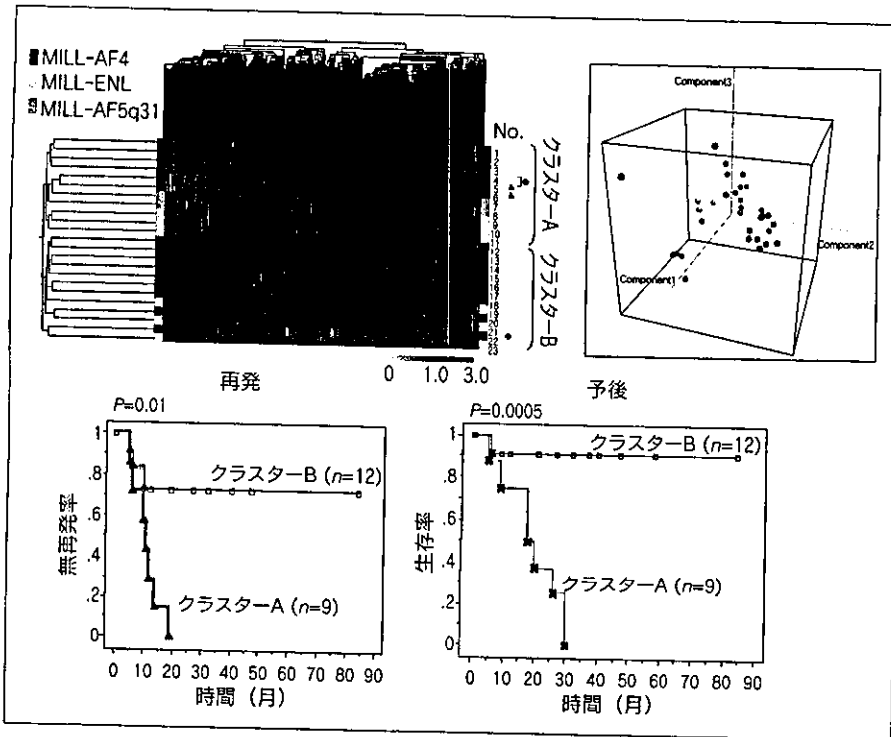 MILL-AF4
MILL-ENL
MILL-AF5q31
No.
1
2
3
4
5
6
7
8
9
10
11
12
13
14
15
16
17
18
19
20
21
22
23
クラスターA
クラスターB
0 1.0 3.0
Component3
Component2
Component1
再発
P=0.01
無再発率
1
.8
.6
.4
.2
0
クラスターB (n=12)
クラスターA (n=9)
0 10 20 30 40 50 60 70 80 90
時間 (月)
予後
P=0.0005
生存率
1
.8
.6
.4
.2
0
クラスターB (n=12)
クラスターA (n=9)
0 10 20 30 40 50 60 70 80 90
時間 (月)